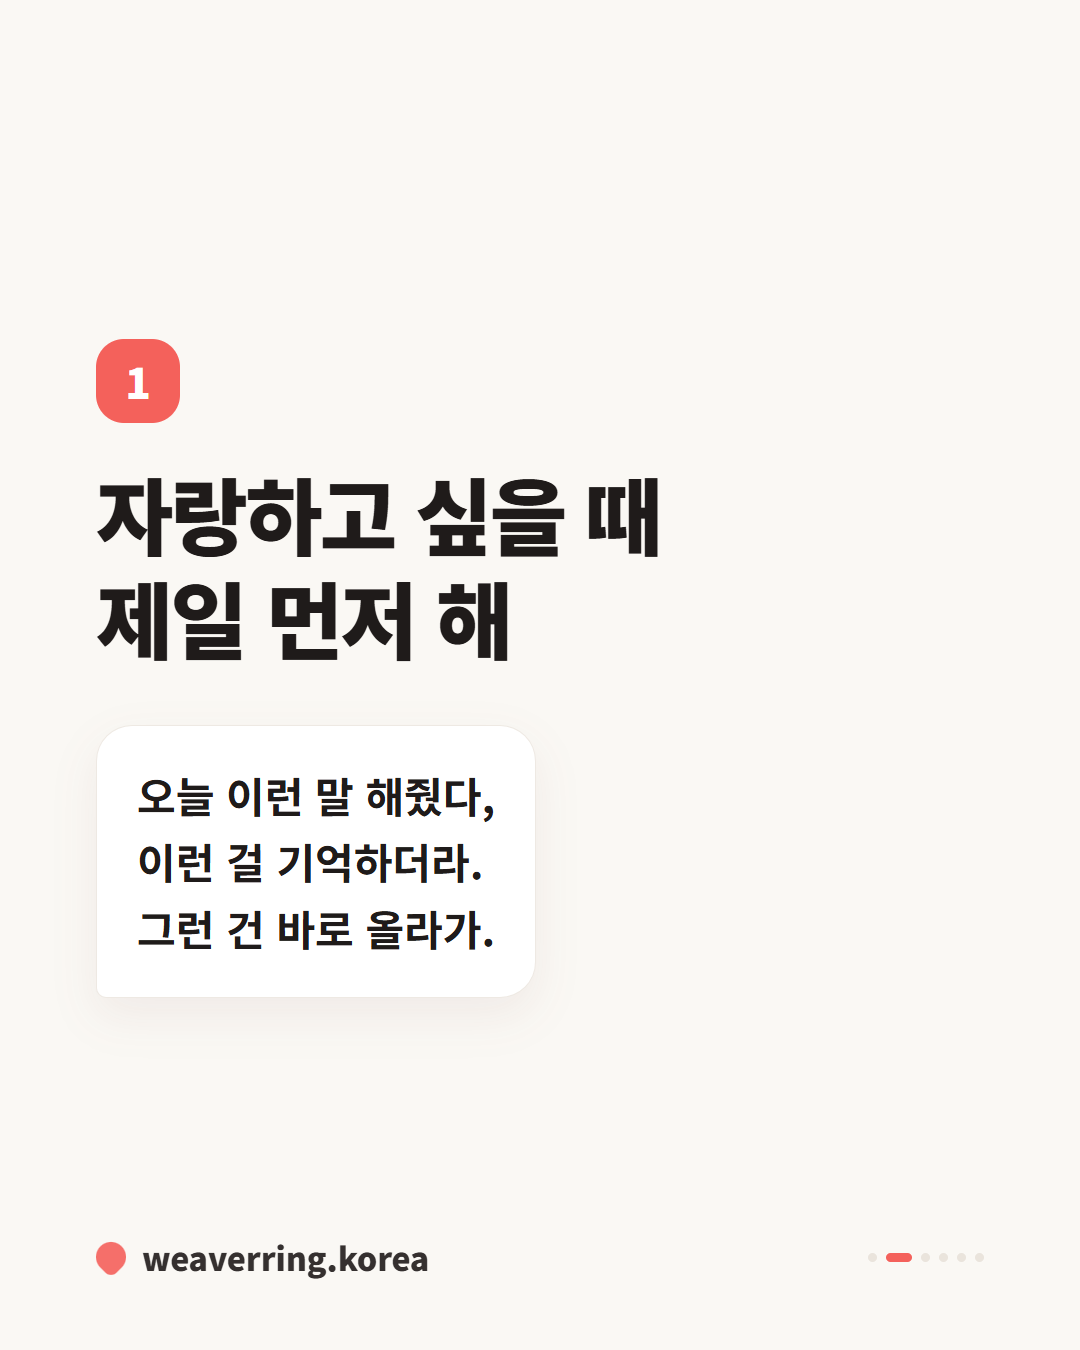 1
자랑하고 싶을 때
제일 먼저 해
오늘 이런 말 해줬다,
이런 걸 기억하더라.
그런 건 바로 올라가.
weaverring.korea